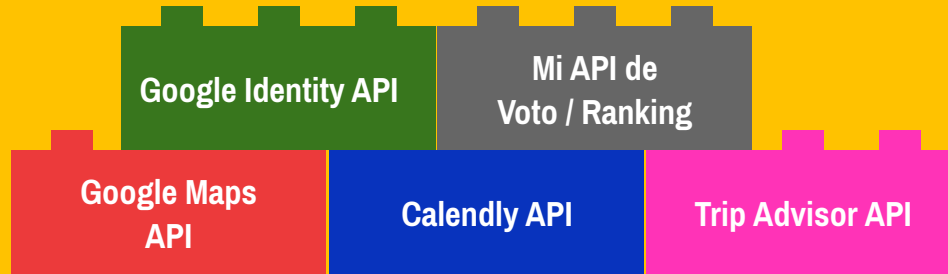 Google Identity API
Mi API de
Voto / Ranking
Google Maps
API
Calendly API
Trip Advisor API